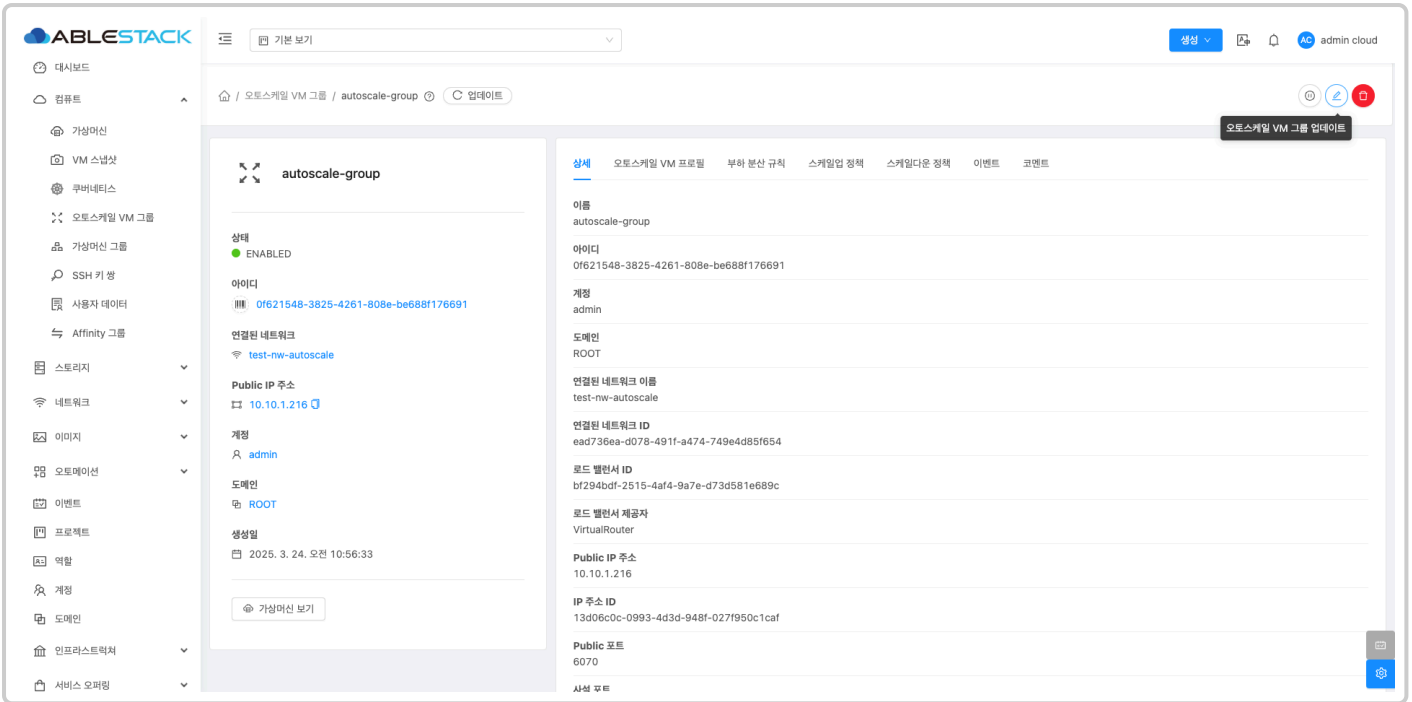 ABLESTACK
기본 보기
생성
AC admin cloud
대시보드
컴퓨트
가상머신
VM 스냅샷
쿠버네티스
오토스케일 VM 그룹
가상머신 그룹
SSH 키 쌍
사용자 데이터
Affinity 그룹
스토리지
네트워크
이미지
오토메이션
이벤트
프로젝트
역할
계정
도메인
인프라스트럭쳐
서비스 오퍼링
/ 오토스케일 VM 그룹 / autoscale-group 업데이트
오토스케일 VM 그룹 업데이트
autoscale-group
상태
ENABLED
아이디
0f621548-3825-4261-808e-be688f176691
연결된 네트워크
test-nw-autoscale
Public IP 주소
10.10.1.216
계정
admin
도메인
ROOT
생성일
2025. 3. 24. 오전 10:56:33
가상머신 보기
상세 오토스케일 VM 프로필 부하 분산 규칙 스케일업 정책 스케일다운 정책 이벤트 코멘트
이름
autoscale-group
아이디
0f621548-3825-4261-808e-be688f176691
계정
admin
도메인
ROOT
연결된 네트워크 이름
test-nw-autoscale
연결된 네트워크 ID
ead736ea-d078-491f-a474-749e4d85f654
로드 밸런서 ID
bf294bdf-2515-4af4-9a7e-d73d581e689c
로드 밸런서 제공자
VirtualRouter
Public IP 주소
10.10.1.216
IP 주소 ID
13d06c0c-0993-4d3d-948f-027f950c1caf
Public 포트
6070
사설 포트